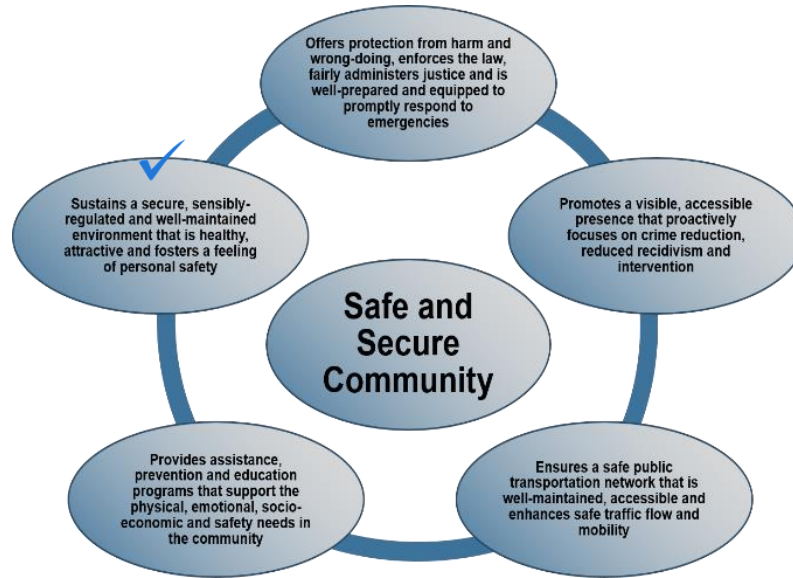 Offers protection from harm and
wrong-doing, enforces the law,
fairly administers justice and is
well-prepared and equipped to
promptly respond to
emergencies
Sustains a secure, sensibly-
regulated and well-maintained
environment that is healthy,
attractive and fosters a feeling
of personal safety
Promotes a visible, accessible
presence that proactively
focuses on crime reduction,
reduced recidivism and
intervention
Safe and
Secure
Community
Provides assistance,
prevention and education
programs that support the
physical, emotional, socio-
economic and safety needs in
the community
Ensures a safe public
transportation network that is
well-maintained, accessible and
enhances safe traffic flow and
mobility